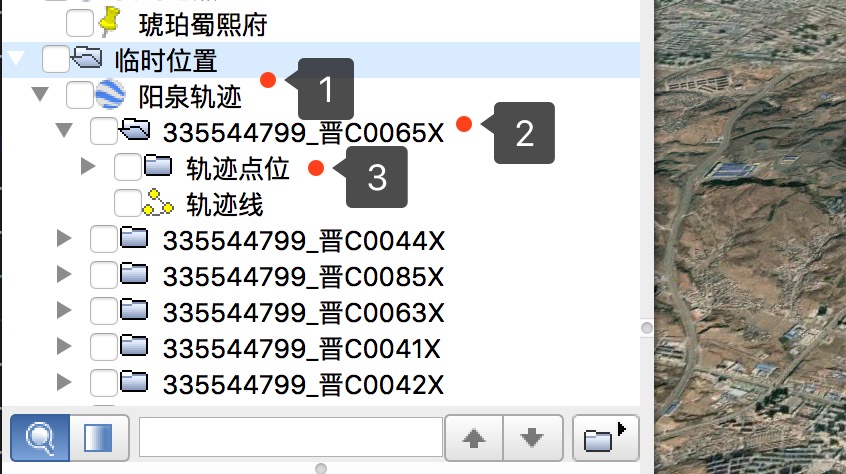 琥珀蜀熙府
临时位置
阳泉轨迹
1
335544799_晋C0065X
2
轨迹点位
3
轨迹线
335544799_晋C0044X
335544799_晋C0085X
335544799_晋C0063X
335544799_晋C0041X
335544799_晋C0042X